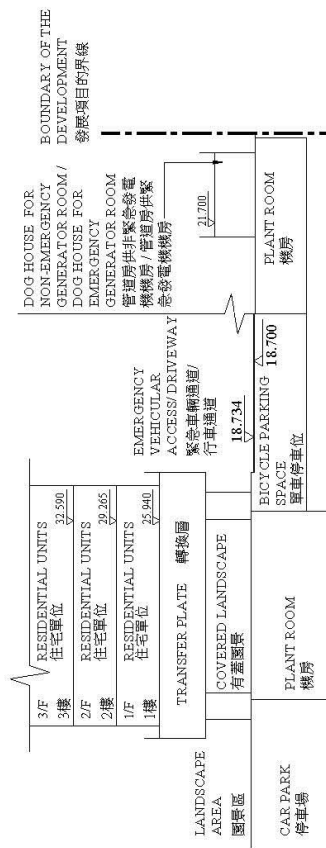 BOUNDARY OF THE
DEVELOPMENT
發展項目的界線
DOG HOUSE FOR
NON-EMERGENCY
GENERATOR ROOM /
DOG HOUSE FOR
EMERGENCY
GENERATOR ROOM
管道房供非緊急發電
機機房 / 管道房供緊
急發電機機房
21.700
PLANT ROOM
機房
EMERGENCY
VEHICULAR
ACCESS/ DRIVEWAY
緊急車輛通道/
行車通道
18.734
18.700
BICYCLE PARKING
SPACE
單車停車位
3/F RESIDENTIAL UNITS
3樓 住宅單位
32.590
2/F RESIDENTIAL UNITS
2樓 住宅單位
29.265
1/F RESIDENTIAL UNITS
1樓 住宅單位
25.940
TRANSFER PLATE 轉換層
COVERED LANDSCAPE
有蓋園景
PLANT ROOM
機房
LANDSCAPE
AREA
園景區
CAR PARK
停車場